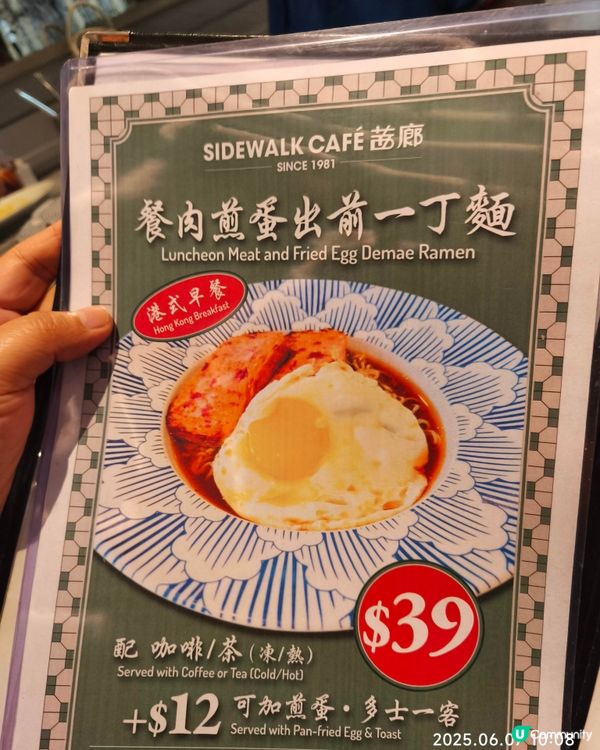 SIDEWALK CAFÉ 茜廊
SINCE 1981
餐肉煎蛋出前一丁麵
Luncheon Meat and Fried Egg Demae Ramen
港式早餐
Hong Kong Breakfast
$39
配 咖啡/茶(凍/熱)
Served with Coffee or Tea (Cold/Hot)
+$12 可加煎蛋·多士一客
Served with Pan-fried Egg & Toast
2025.06.07 10:08
U Community